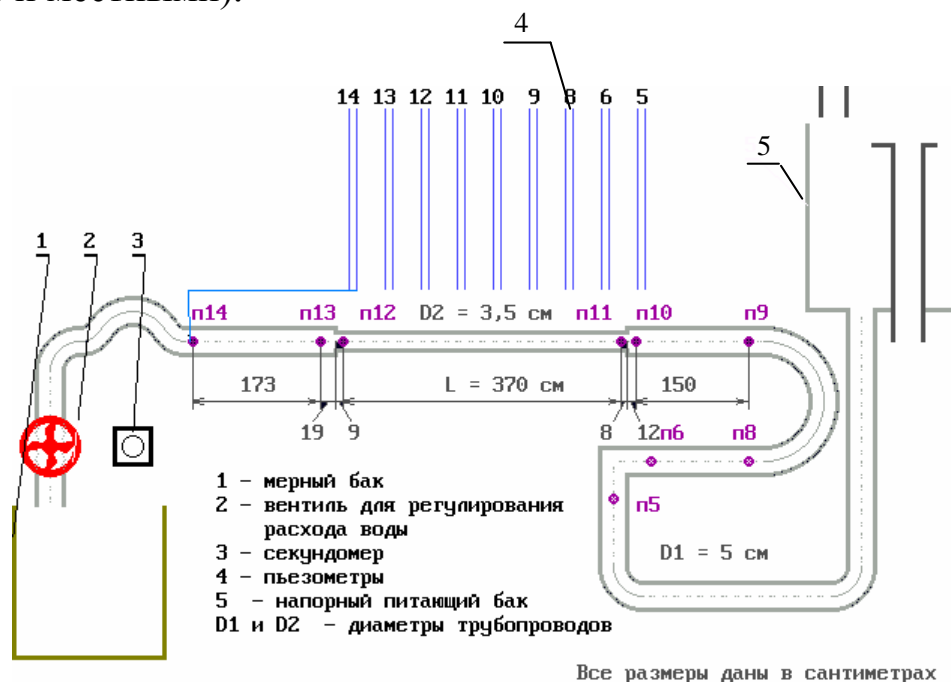 и местными).
4
14 13 12 11 10 9 8 6 5
5
1 2 3
п14 п13 п12 D2 = 3,5 см п11 п10 п9
173 L = 370 см 150
19 9 8 12 п6 п8
п5
D1 = 5 см
1 - мерный бак
2 - вентиль для регулирования
расхода воды
3 - секундомер
4 - пьезометры
5 - напорный питающий бак
D1 и D2 - диаметры трубопроводов
Все размеры даны в сантиметрах